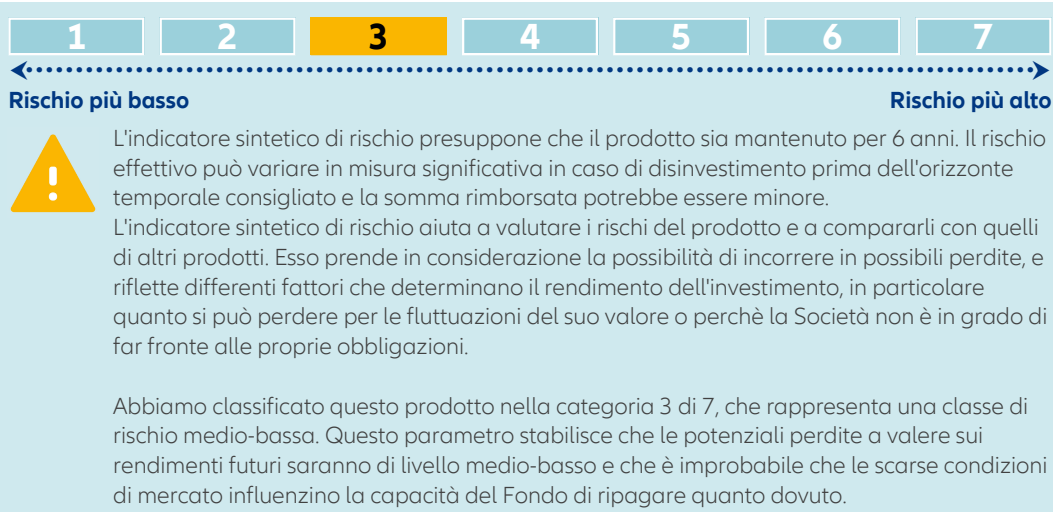 1 2 3 4 5 6 7
Rischio più basso Rischio più alto
L'indicatore sintetico di rischio presuppone che il prodotto sia mantenuto per 6 anni. Il rischio
effettivo può variare in misura significativa in caso di disinvestimento prima dell'orizzonte
temporale consigliato e la somma rimborsata potrebbe essere minore.
L'indicatore sintetico di rischio aiuta a valutare i rischi del prodotto e a compararli con quelli
di altri prodotti. Esso prende in considerazione la possibilità di incorrere in possibili perdite, e
riflette differenti fattori che determinano il rendimento dell'investimento, in particolare
quanto si può perdere per le fluttuazioni del suo valore o perchè la Società non è in grado di
far fronte alle proprie obbligazioni.
Abbiamo classificato questo prodotto nella categoria 3 di 7, che rappresenta una classe di
rischio medio-bassa. Questo parametro stabilisce che le potenziali perdite a valere sui
rendimenti futuri saranno di livello medio-basso e che è improbabile che le scarse condizioni
di mercato influenzino la capacità del Fondo di ripagare quanto dovuto.